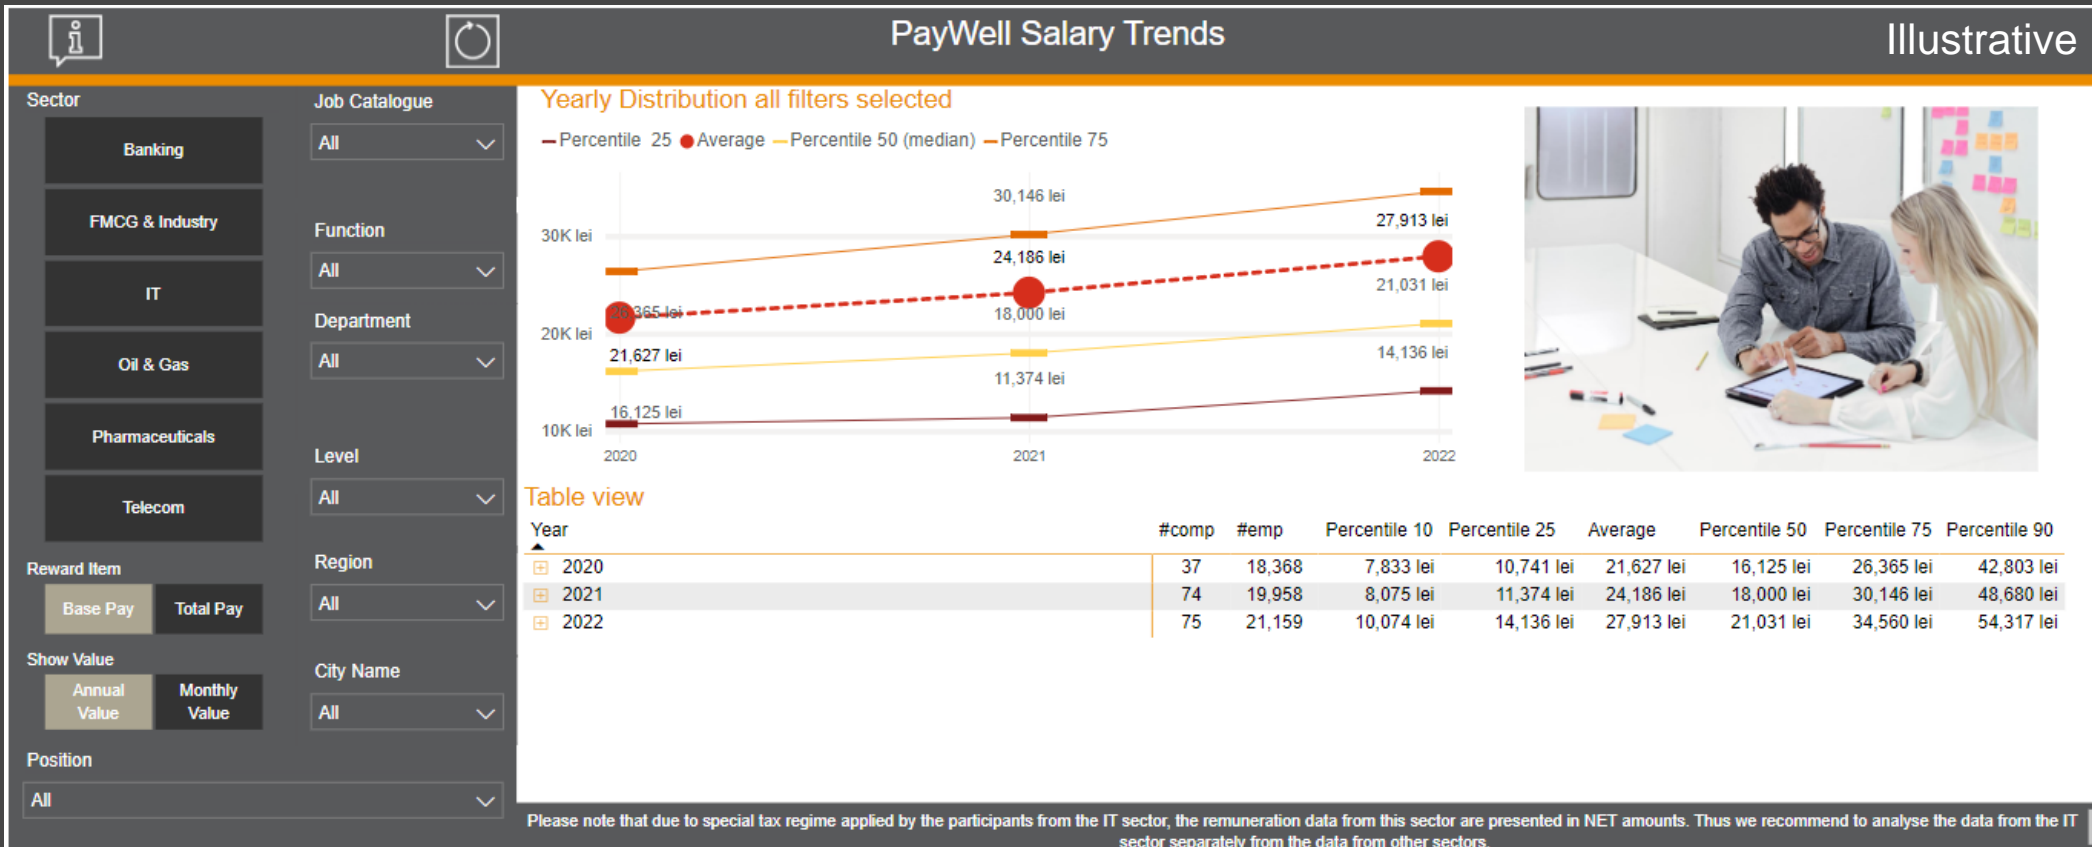 PayWell Salary Trends
Illustrative
Sector
Banking
FMCG & Industry
IT
Oil & Gas
Pharmaceuticals
Telecom
Reward Item
Base Pay
Total Pay
Show Value
Annual
Value
Monthly
Value
Position
All
Job Catalogue
All
Function
All
Department
All
Level
All
Region
All
City Name
All
Yearly Distribution all filters selected
Percentile 25 Average Percentile 50 (median) Percentile 75
30K lei
20K lei
10K lei
26,365 lei
21,627 lei
16,125 lei
30,146 lei
24,186 lei
18,000 lei
11,374 lei
27,913 lei
21,031 lei
14,136 lei
2020 2021 2022
Table view
Year #comp #emp Percentile 10 Percentile 25 Average Percentile 50 Percentile 75 Percentile 90
2020 37 18,368 7,833 lei 10,741 lei 21,627 lei 16,125 lei 26,365 lei 42,803 lei
2021 74 19,958 8,075 lei 11,374 lei 24,186 lei 18,000 lei 30,146 lei 48,680 lei
2022 75 21,159 10,074 lei 14,136 lei 27,913 lei 21,031 lei 34,560 lei 54,317 lei
Please note that due to special tax regime applied by the participants from the IT sector, the remuneration data from this sector are presented in NET amounts. Thus we recommend to analyse the data from the IT
sector separately from the data from other sectors.